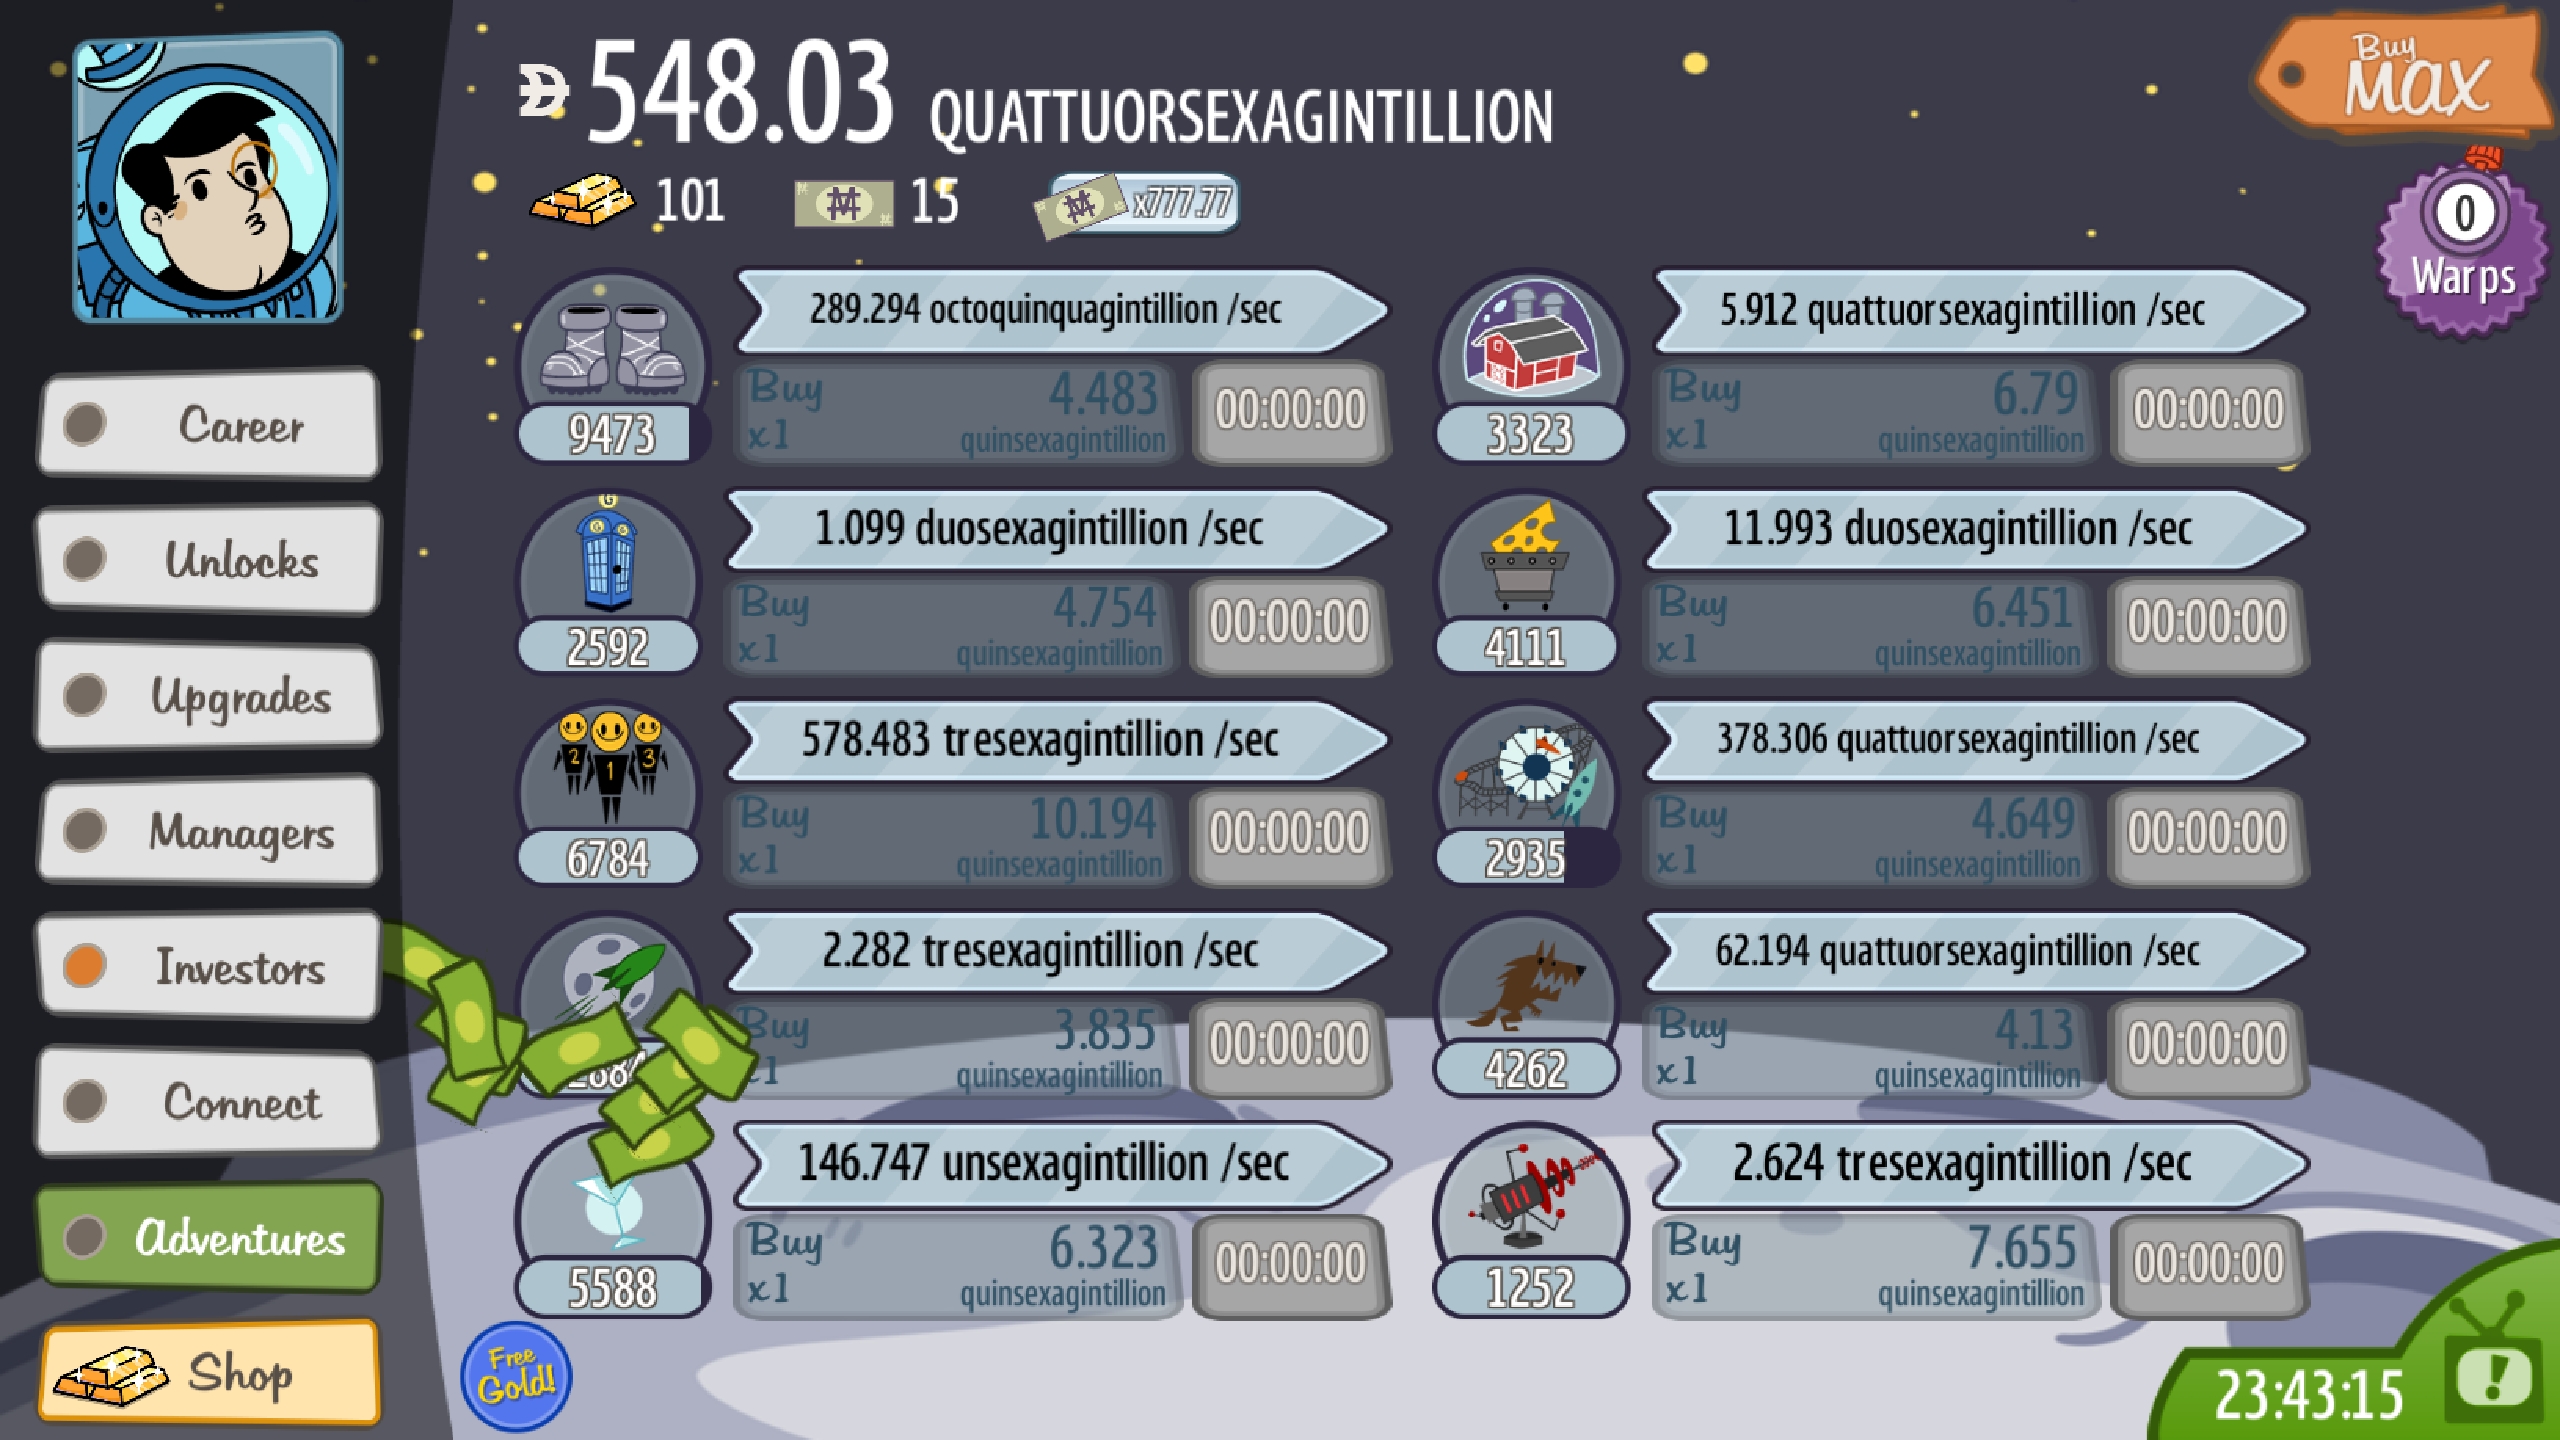 548.03 QUATTUORSEXAGINTILLION
Buy
MAX
101 15 x777.77
0
Warps
Career
Unlocks
Upgrades
Managers
Investors
Connect
Adventures
Shop
289.294 octoquinquagintillion /sec
Buy 4.483
x1 quinsexagintillion
00:00:00
9473
5.912 quattuorsexagintillion /sec
Buy 6.79
x1 quinsexagintillion
00:00:00
3323
G
1.099 duosexagintillion /sec
Buy 4.754
x1 quinsexagintillion
00:00:00
2592
11.993 duosexagintillion /sec
Buy 6.451
x1 quinsexagintillion
00:00:00
4111
2 1 3
578.483 tresexagintillion /sec
Buy 10.194
x1 quinsexagintillion
00:00:00
6784
378.306 quattuorsexagintillion /sec
Buy 4.649
x1 quinsexagintillion
00:00:00
2935
2.282 tresexagintillion /sec
Buy 3.835
x1 quinsexagintillion
00:00:00
62.194 quattuorsexagintillion /sec
Buy 4.13
x1 quinsexagintillion
00:00:00
4262
146.747 unsexagintillion /sec
Buy 6.323
x1 quinsexagintillion
00:00:00
5588
2.624 tresexagintillion /sec
Buy 7.655
x1 quinsexagintillion
00:00:00
1252
Free
Gold!
23:43:15
!